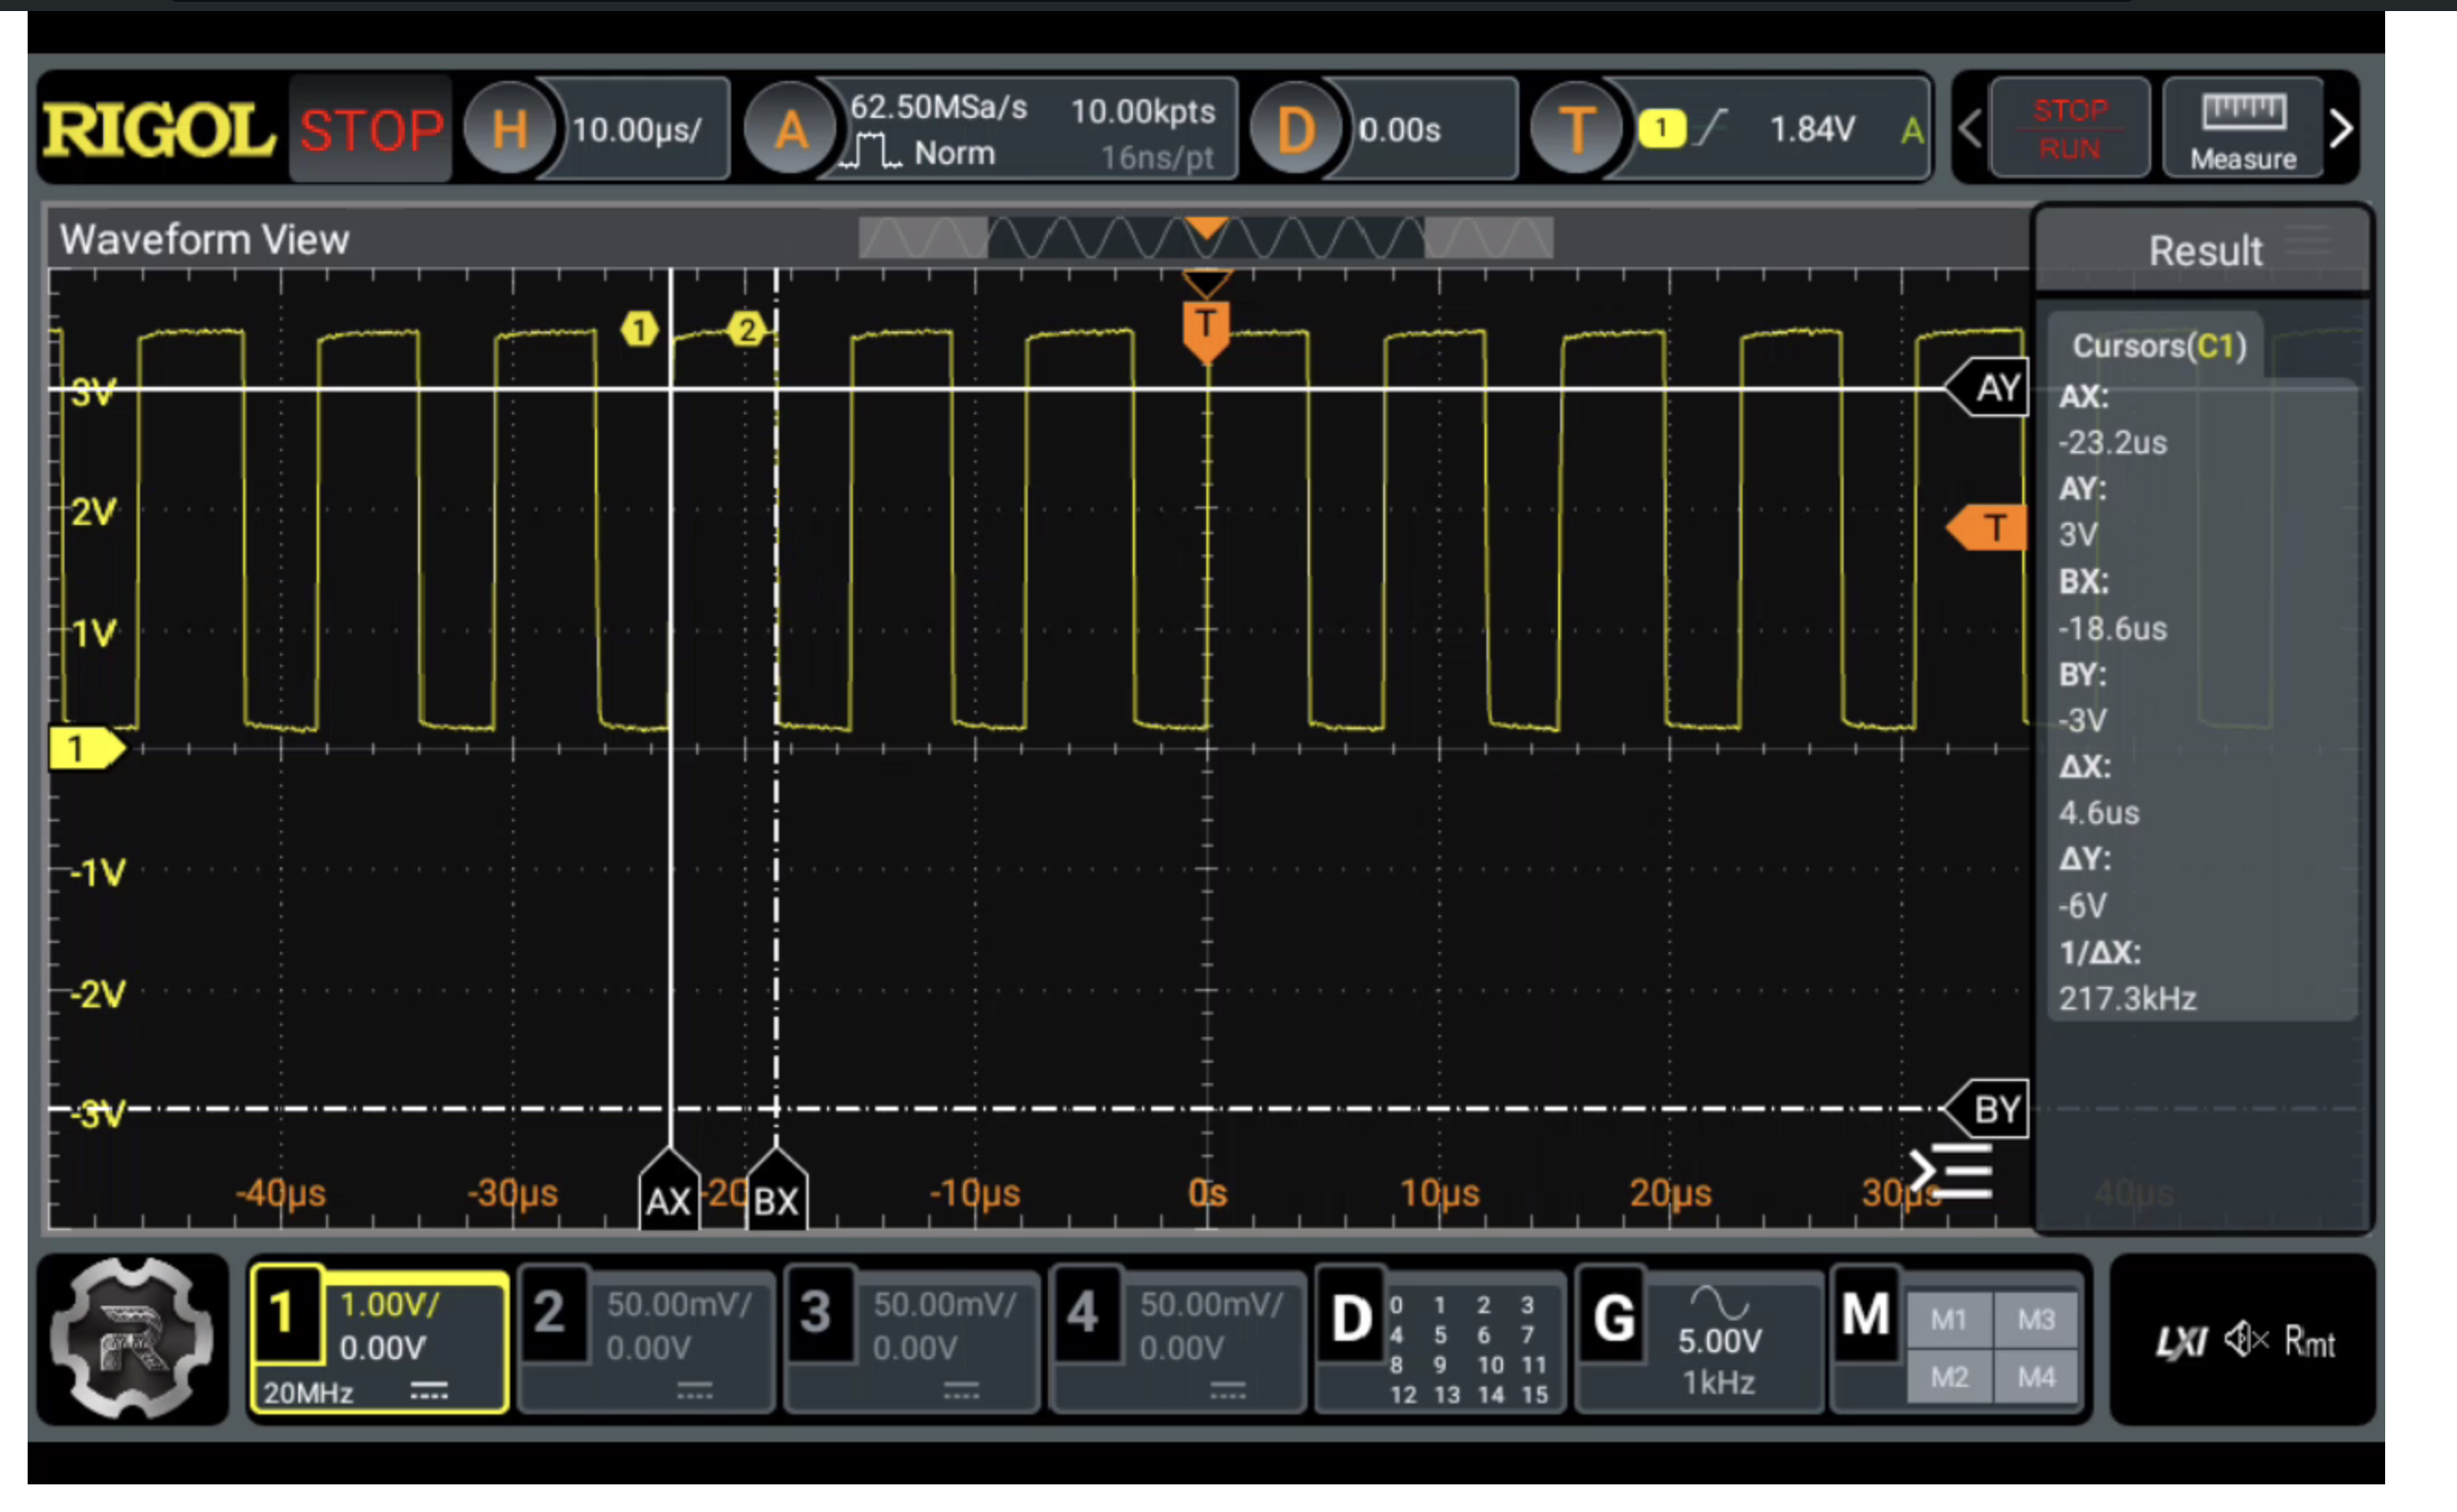 RIGOL STOP H 10.00µs/ A 62.50MSa/s 10.00kpts D 0.00s T 1 1.84V A STOP
Norm 16ns/pt RUN Measure
Waveform View
Result
1 2 T
Cursors(C1)
3V AY
AX:
-23.2us
AY:
2V T 3V
BX:
1V -18.6us
BY:
-3V
1
ΔX:
4.6us
-1V ΔY:
-6V
1/ΔX:
-2V 217.3kHz
-3V BY
-40µs -30µs AX -20 BX -10µs 0s 10µs 20µs 30µs 40µs
1 1.00V/ 2 50.00mV/ 3 50.00mV/ 4 50.00mV/ D 0 1 2 3 G M M1 M3
0.00V 0.00V 0.00V 0.00V 4 5 6 7 5.00V LXI Rmt
8 9 10 11 M2 M4
20MHz 12 13 14 15 1kHz
R